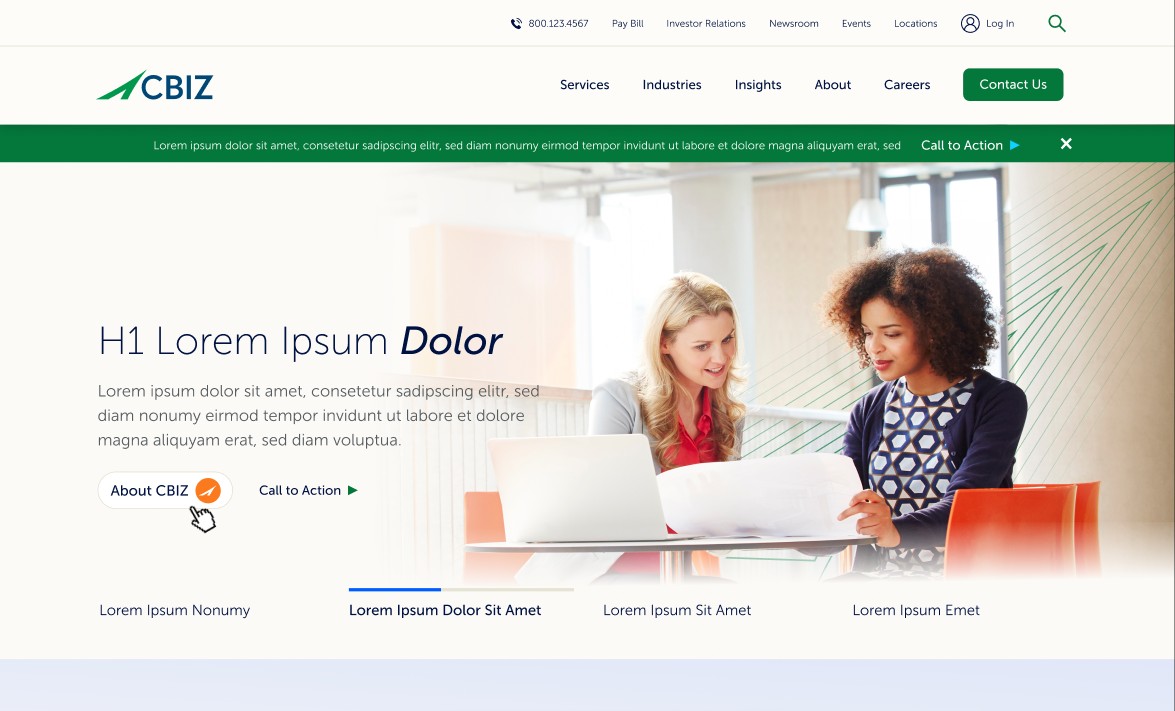 800.123.4567 Pay Bill Investor Relations Newsroom Events Locations Log In
CBIZ
Services Industries Insights About Careers Contact Us
Lorem ipsum dolor sit amet, consetetur sadipscing elitr, sed diam nonumy eirmod tempor invidunt ut labore et dolore magna aliquyam erat, sed Call to Action
H1 Lorem Ipsum Dolor
Lorem ipsum dolor sit amet, consetetur sadipscing elitr, sed
diam nonumy eirmod tempor invidunt ut labore et dolore
magna aliquyam erat, sed diam voluptua.
About CBIZ Call to Action
Lorem Ipsum Nonumy Lorem Ipsum Dolor Sit Amet Lorem Ipsum Sit Amet Lorem Ipsum Emet